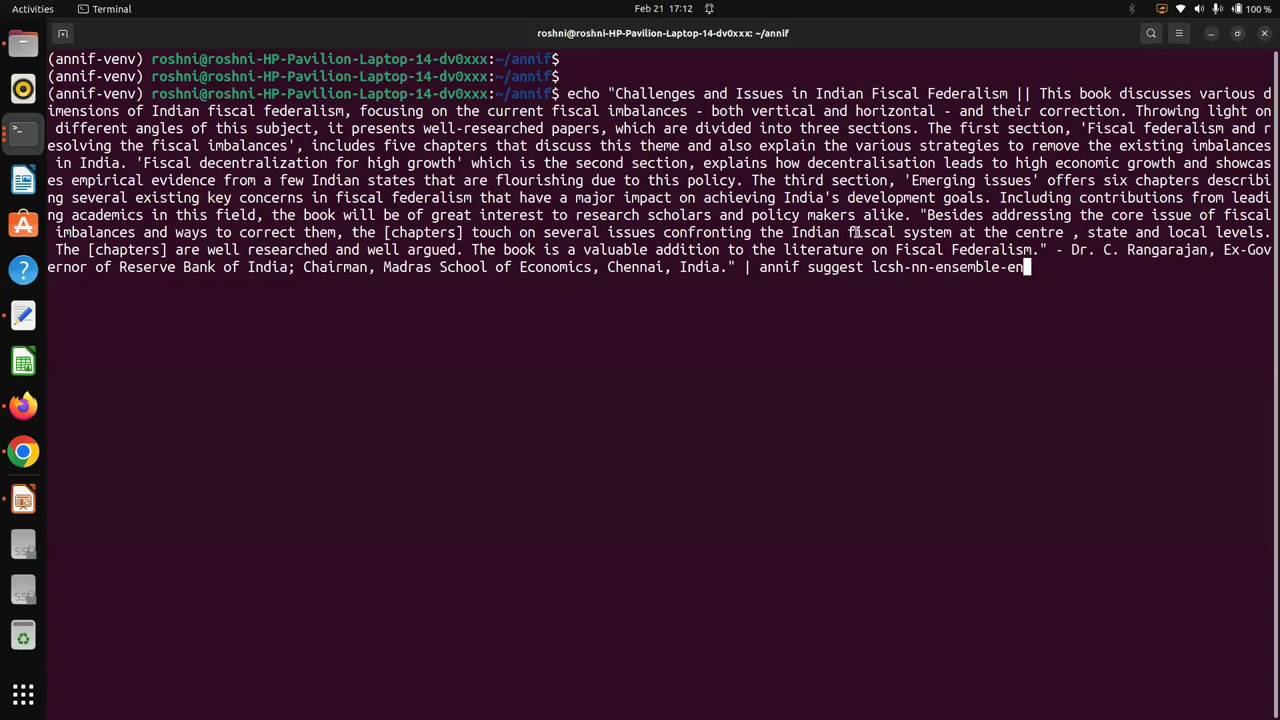 Activities Terminal Feb 21 17:12 100 %
roshni@roshni-HP-Pavilion-Laptop-14-dv0xxx: ~/annif
(annif-venv) roshni@roshni-HP-Pavilion-Laptop-14-dv0xxx:~/annif$
(annif-venv) roshni@roshni-HP-Pavilion-Laptop-14-dv0xxx:~/annif$
(annif-venv) roshni@roshni-HP-Pavilion-Laptop-14-dv0xxx:~/annif$ echo "Challenges and Issues in Indian Fiscal Federalism || This book discusses various d
imensions of Indian fiscal federalism, focusing on the current fiscal imbalances - both vertical and horizontal - and their correction. Throwing light on
different angles of this subject, it presents well-researched papers, which are divided into three sections. The first section, 'Fiscal federalism and r
esolving the fiscal imbalances', includes five chapters that discuss this theme and also explain the various strategies to remove the existing imbalances
in India. 'Fiscal decentralization for high growth' which is the second section, explains how decentralisation leads to high economic growth and showcas
es empirical evidence from a few Indian states that are flourishing due to this policy. The third section, 'Emerging issues' offers six chapters describi
ng several existing key concerns in fiscal federalism that have a major impact on achieving India's development goals. Including contributions from leadi
ng academics in this field, the book will be of great interest to research scholars and policy makers alike. "Besides addressing the core issue of fiscal
imbalances and ways to correct them, the [chapters] touch on several issues confronting the Indian fiscal system at the centre , state and local levels.
The [chapters] are well researched and well argued. The book is a valuable addition to the literature on Fiscal Federalism." - Dr. C. Rangarajan, Ex-Gov
ernor of Reserve Bank of India; Chairman, Madras School of Economics, Chennai, India." | annif suggest lcsh-nn-ensemble-en